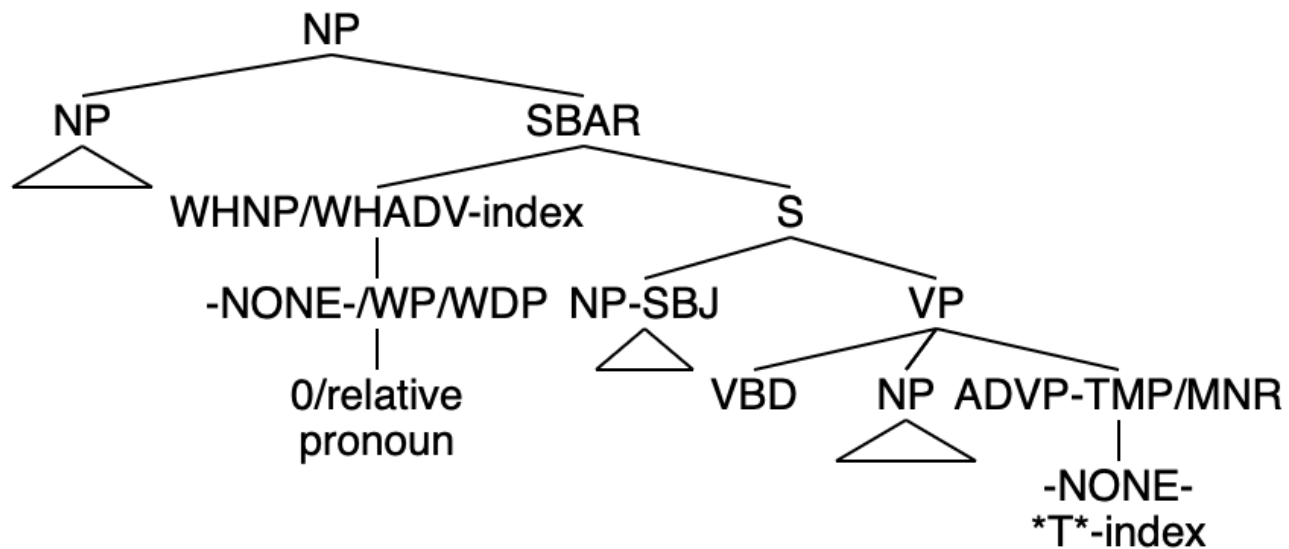 NP
NP SBAR
WHNP/WHADV-index S
-NONE-/WP/WDP NP-SBJ VP
0/relative VBD NP ADVP-TMP/MNR
pronoun
-NONE-
*T*-index